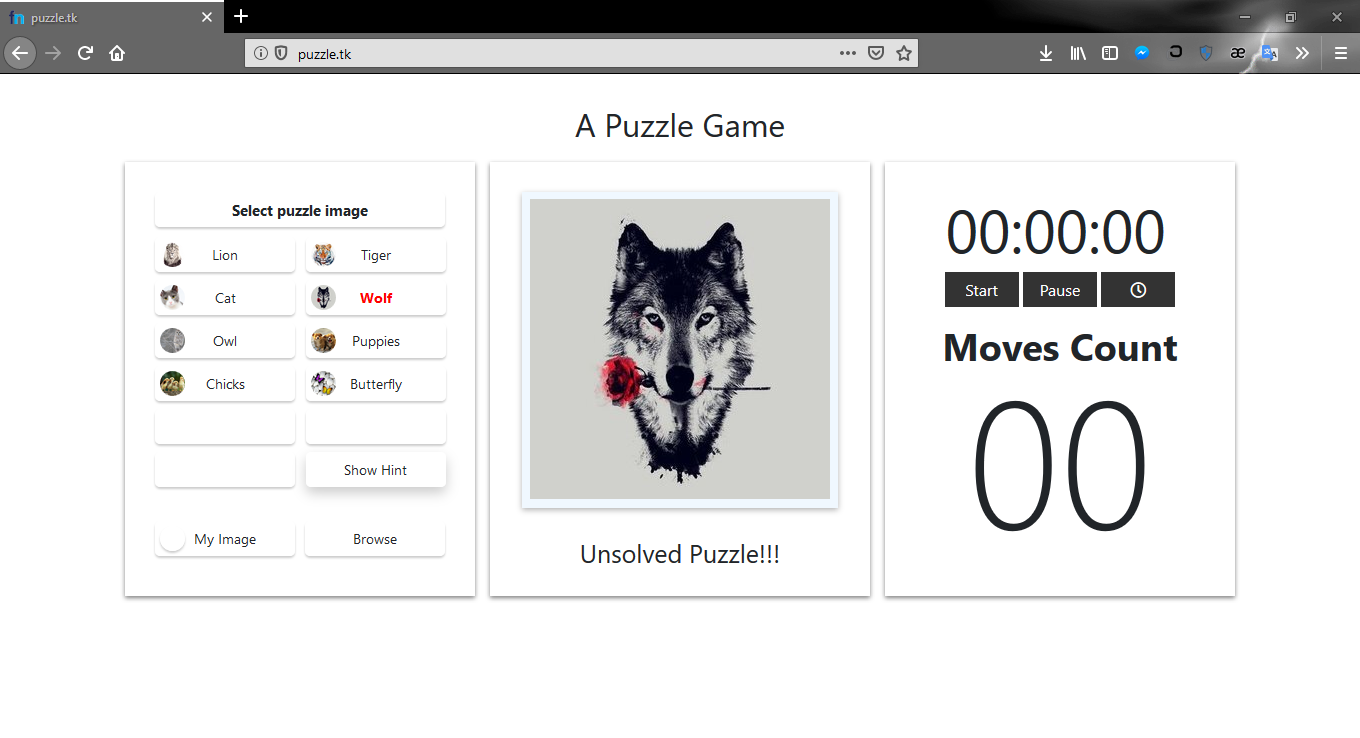 fn puzzle.tk
puzzle.tk
æ
A Puzzle Game
Select puzzle image
Lion
Tiger
Cat
Wolf
Owl
Puppies
Chicks
Butterfly
Show Hint
My Image
Browse
Unsolved Puzzle!!!
00:00:00
Start
Pause
Moves Count
00